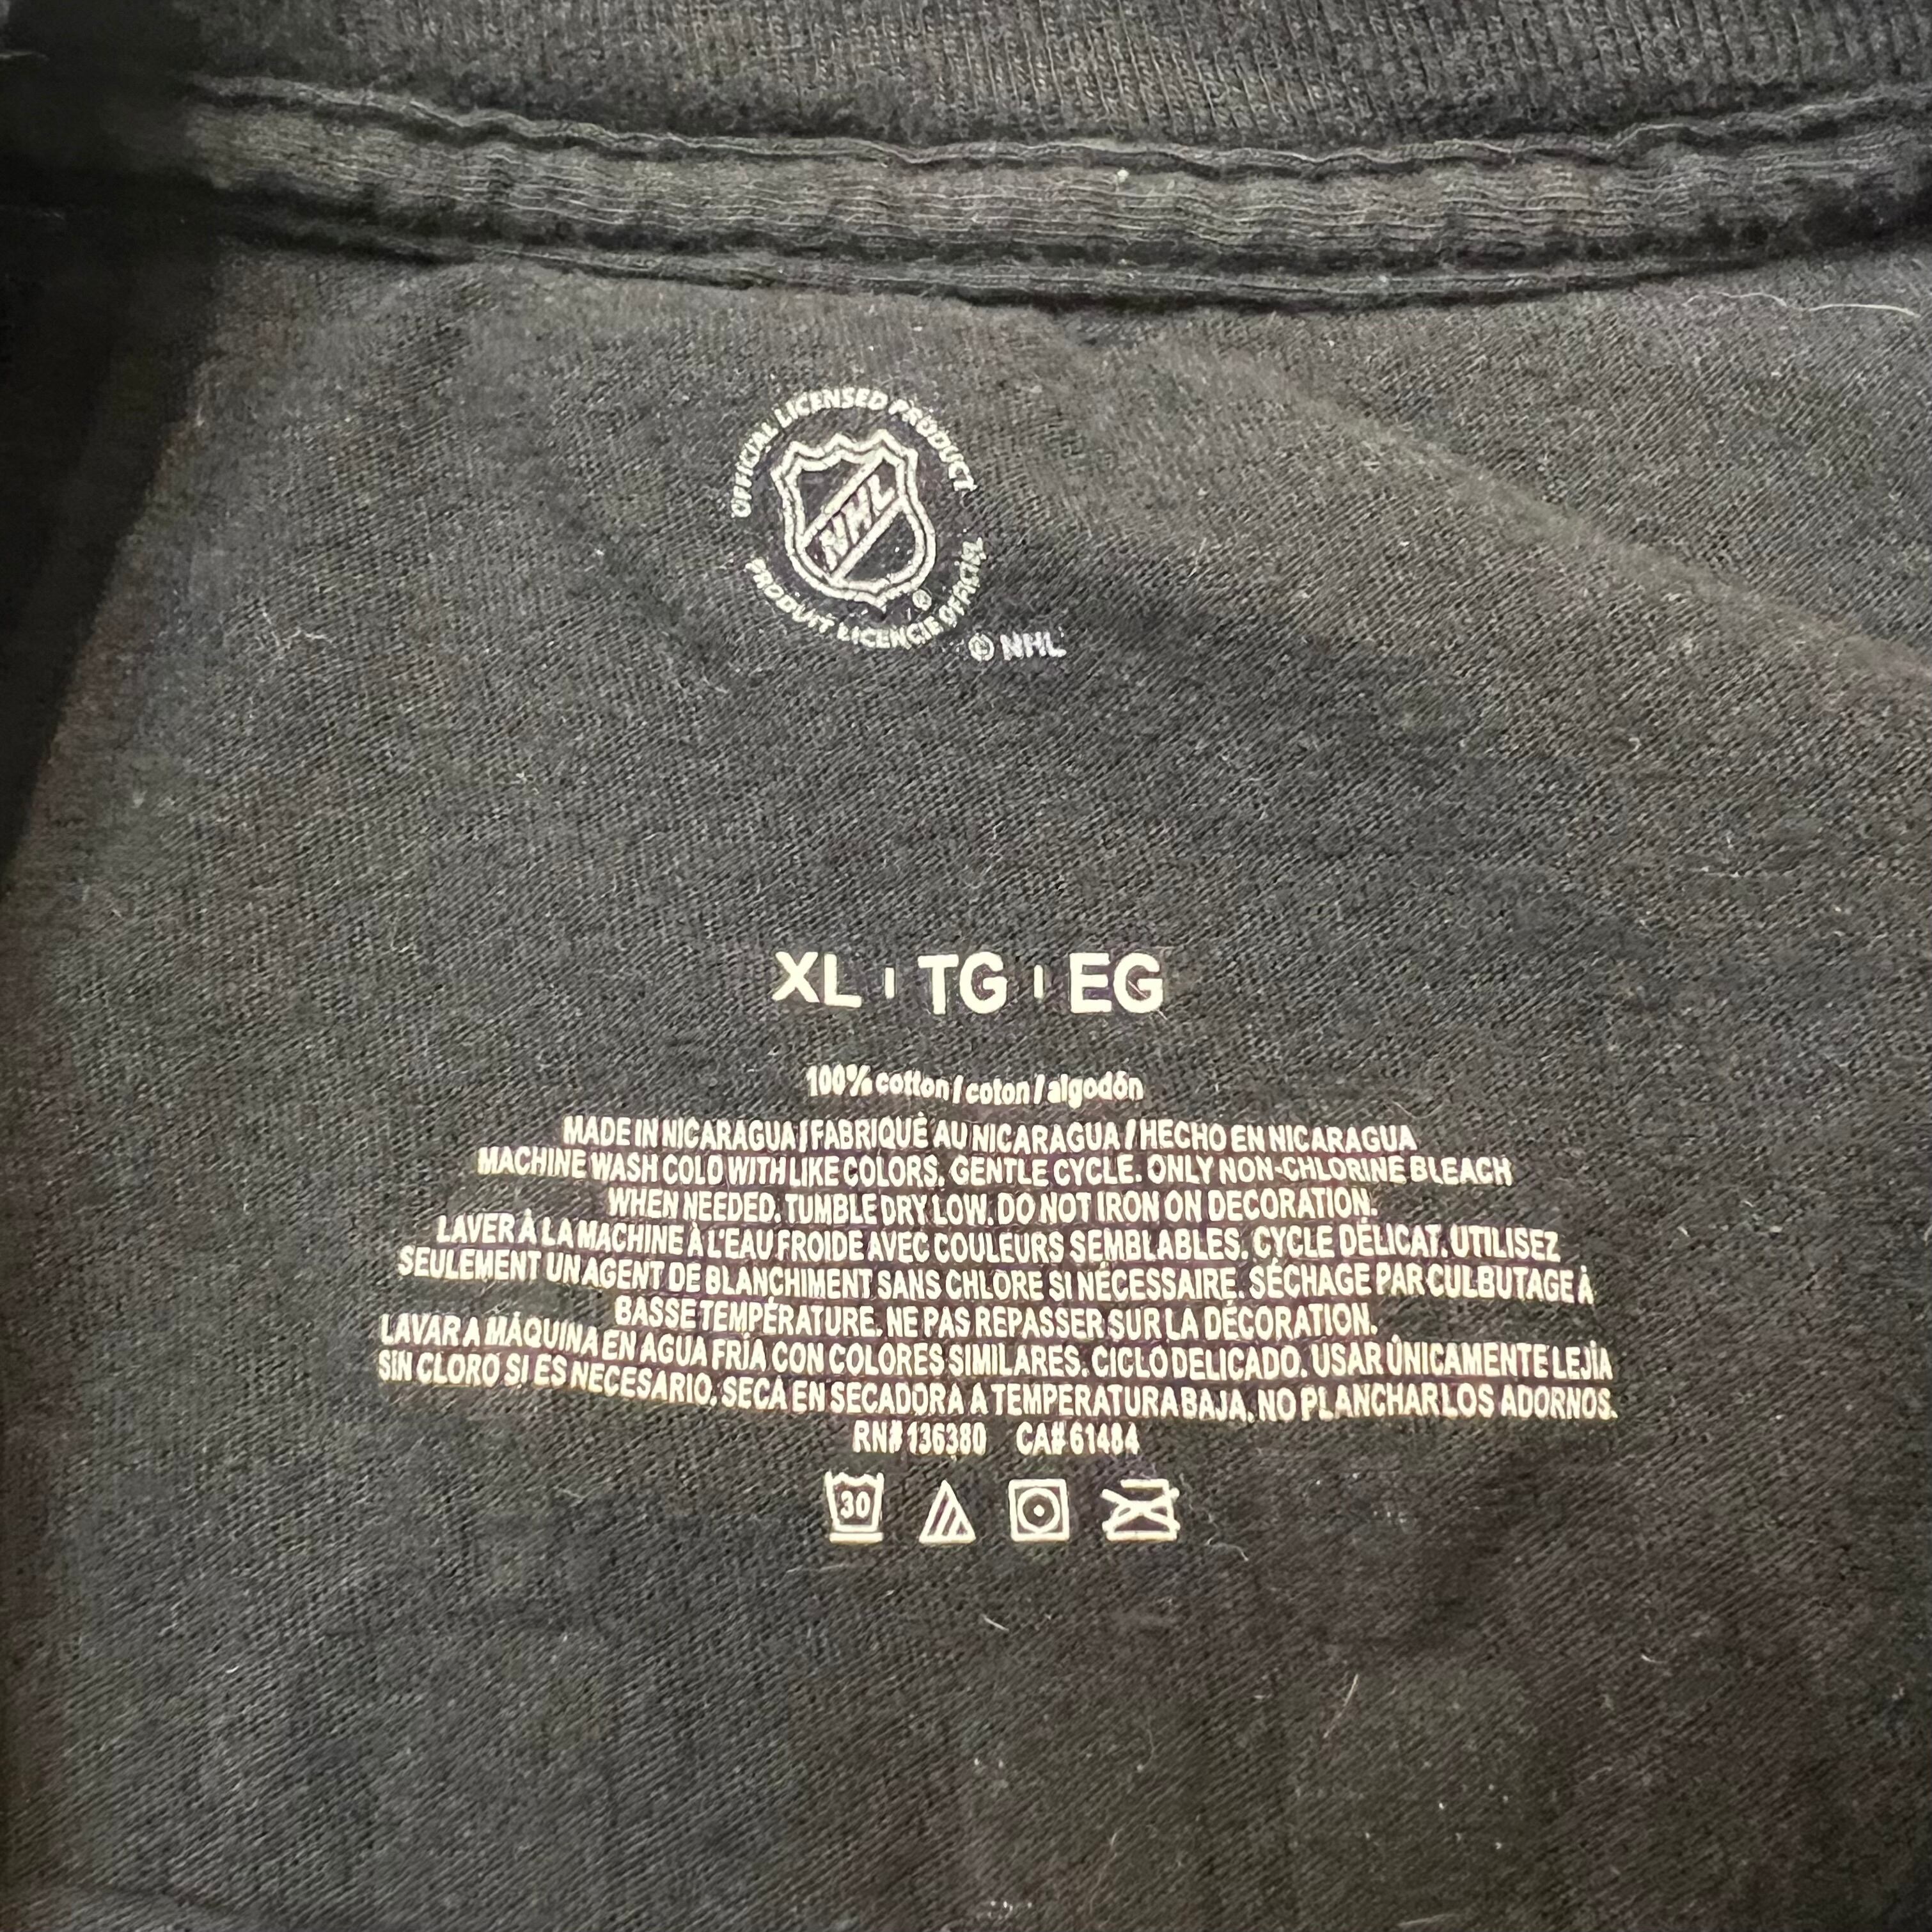 OFFICIAL LICENSED PRODUCT
NHL
®
PRODUIT LICENCIE OFFICIEL
© NHL
XL | TG | EG
100% cotton / coton / algodón
MADE IN NICARAGUA / FABRIQUÉ AU NICARAGUA / HECHO EN NICARAGUA
MACHINE WASH COLD WITH LIKE COLORS. GENTLE CYCLE. ONLY NON-CHLORINE BLEACH
WHEN NEEDED. TUMBLE DRY LOW. DO NOT IRON ON DECORATION.
LAVER À LA MACHINE À L'EAU FROIDE AVEC COULEURS SEMBLABLES. CYCLE DÉLICAT. UTILISEZ
SEULEMENT UN AGENT DE BLANCHIMENT SANS CHLORE SI NÉCESSAIRE. SÉCHAGE PAR CULBUTAGE À
BASSE TEMPÉRATURE. NE PAS REPASSER SUR LA DÉCORATION.
LAVAR A MÁQUINA EN AGUA FRÍA CON COLORES SIMILARES. CICLO DELICADO. USAR ÚNICAMENTE LEJÍA
SIN CLORO SI ES NECESARIO. SECA EN SECADORA A TEMPERATURA BAJA. NO PLANCHAR LOS ADORNOS.
RN# 136380 CA# 61484
30